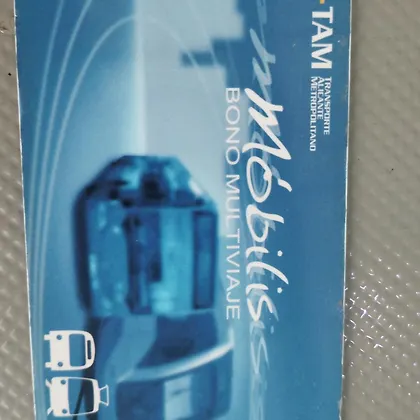 TAM
TRANSPORTE
ALICANTE
METROPOLITANO
Móbilis
BONO MULTIVIAJE